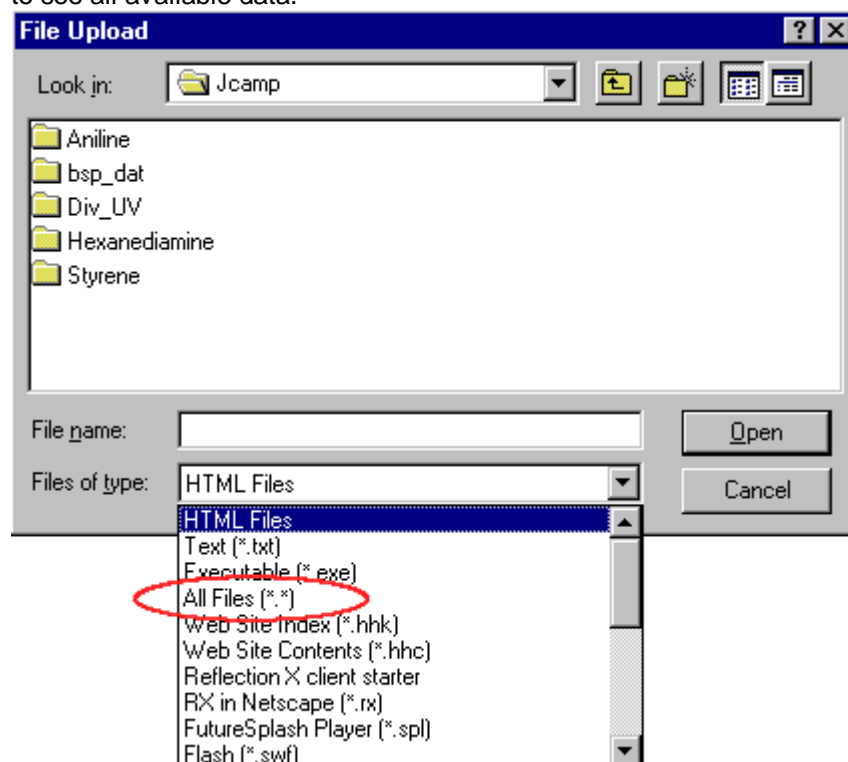 to see all available data.
File Upload
Look in: Jcamp
Aniline
bsp_dat
Div_UV
Hexanediamine
Styrene
File name: Open
Files of type: HTML Files Cancel
HTML Files
Text (*.txt)
Executable (*.exe)
All Files (*.*)
Web Site Index (*.hhk)
Web Site Contents (*.hhc)
Reflection X client starter
RX in Netscape (*.rx)
FutureSplash Player (*.spl)
Flash (*.swf)